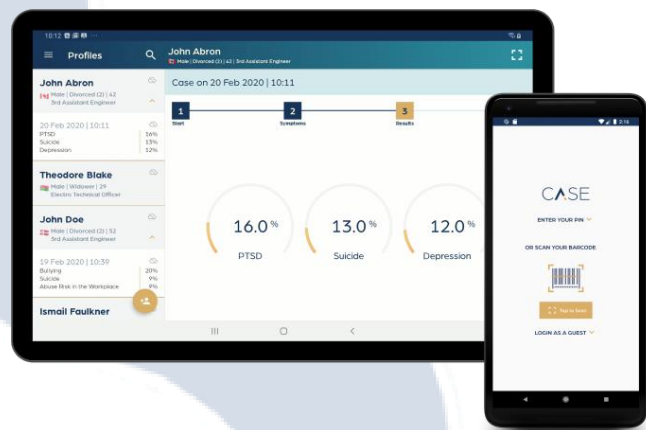 10:12
Profiles
John Abron
Male | Divorced (2) | 42 | 3rd Assistant Engineer
John Abron
Male | Divorced (2) | 42
3rd Assistant Engineer
20 Feb 2020 | 10:11
PTSD 16%
Suicide 13%
Depression 12%
Theodore Blake
Male | Widower | 29
Electro Technical Officer
John Doe
Male | Divorced (2) | 52
3rd Assistant Engineer
19 Feb 2020 | 10:39
Bullying 20%
Suicide 9%
Abuse Risk in the Workplace 9%
Ismail Faulkner
Case on 20 Feb 2020 | 10:11
1 2 3
Start Symptoms Results
16.0 % 13.0 % 12.0 %
PTSD Suicide Depression
2:16
CASE
ENTER YOUR PIN
OR SCAN YOUR BARCODE
Tap to Scan
LOGIN AS A GUEST